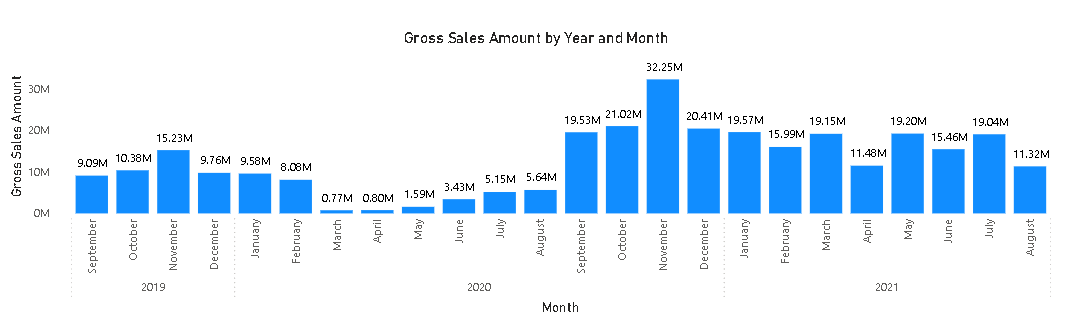 Gross Sales Amount by Year and Month
Gross Sales Amount
30M
20M
10M
0M
9.09M
10.38M
15.23M
9.76M
9.58M
8.08M
0.77M
0.80M
1.59M
3.43M
5.15M
5.64M
19.53M
21.02M
32.25M
20.41M
19.57M
15.99M
19.15M
11.48M
19.20M
15.46M
19.04M
11.32M
September
October
November
December
January
February
March
April
May
June
July
August
September
October
November
December
January
February
March
April
May
June
July
August
2019
2020
2021
Month